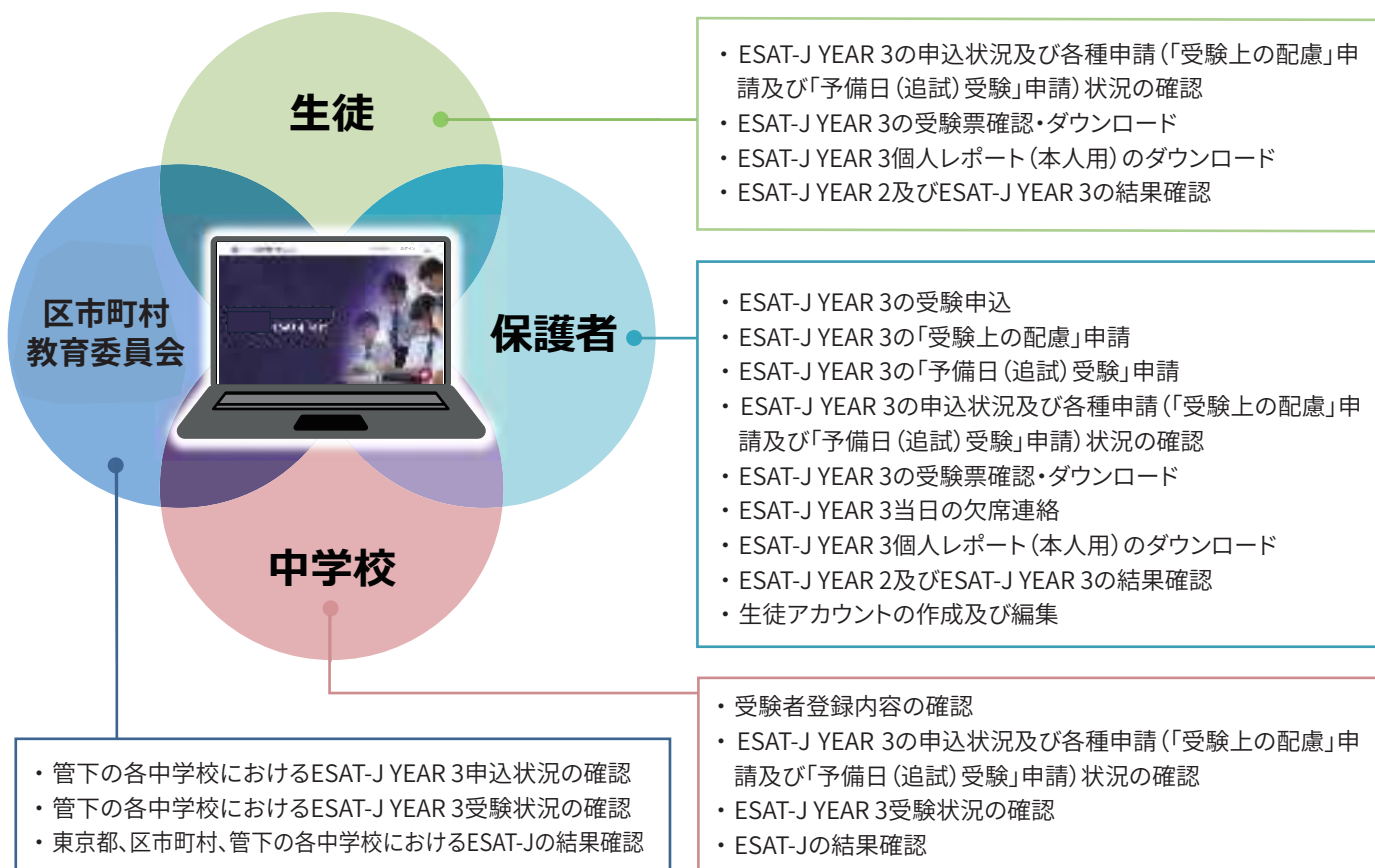 生徒
・ ESAT-J YEAR 3の申込状況及び各種申請(「受験上の配慮」申
請及び「予備日(追試)受験」申請)状況の確認
・ ESAT-J YEAR 3の受験票確認・ダウンロード
・ ESAT-J YEAR 3個人レポート(本人用)のダウンロード
・ ESAT-J YEAR 2及びESAT-J YEAR 3の結果確認
区市町村
教育委員会
保護者
・ ESAT-J YEAR 3の受験申込
・ ESAT-J YEAR 3の「受験上の配慮」申請
・ ESAT-J YEAR 3の「予備日(追試)受験」申請
・ ESAT-J YEAR 3の申込状況及び各種申請(「受験上の配慮」申
請及び「予備日(追試)受験」申請)状況の確認
・ ESAT-J YEAR 3の受験票確認・ダウンロード
・ ESAT-J YEAR 3当日の欠席連絡
・ ESAT-J YEAR 3個人レポート(本人用)のダウンロード
・ ESAT-J YEAR 2及びESAT-J YEAR 3の結果確認
・ 生徒アカウントの作成及び編集
中学校
・ 受験者登録内容の確認
・ ESAT-J YEAR 3の申込状況及び各種申請(「受験上の配慮」申
請及び「予備日(追試)受験」申請)状況の確認
・ ESAT-J YEAR 3受験状況の確認
・ ESAT-Jの結果確認
・ 管下の各中学校におけるESAT-J YEAR 3申込状況の確認
・ 管下の各中学校におけるESAT-J YEAR 3受験状況の確認
・ 東京都、区市町村、管下の各中学校におけるESAT-Jの結果確認